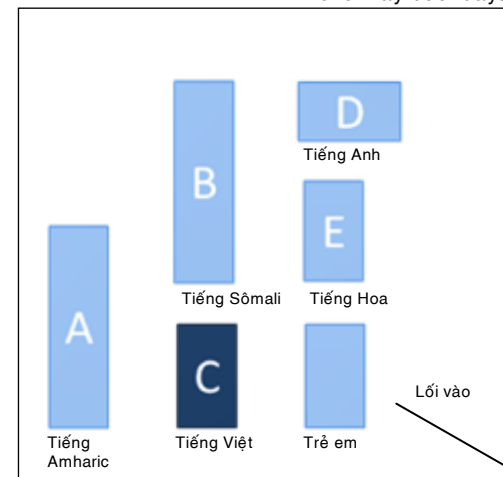 D
Tiếng Anh
B
E
Tiếng Sômali
Tiếng Hoa
A
C
Lối vào
Tiếng
Amharic
Tiếng Việt
Trẻ em